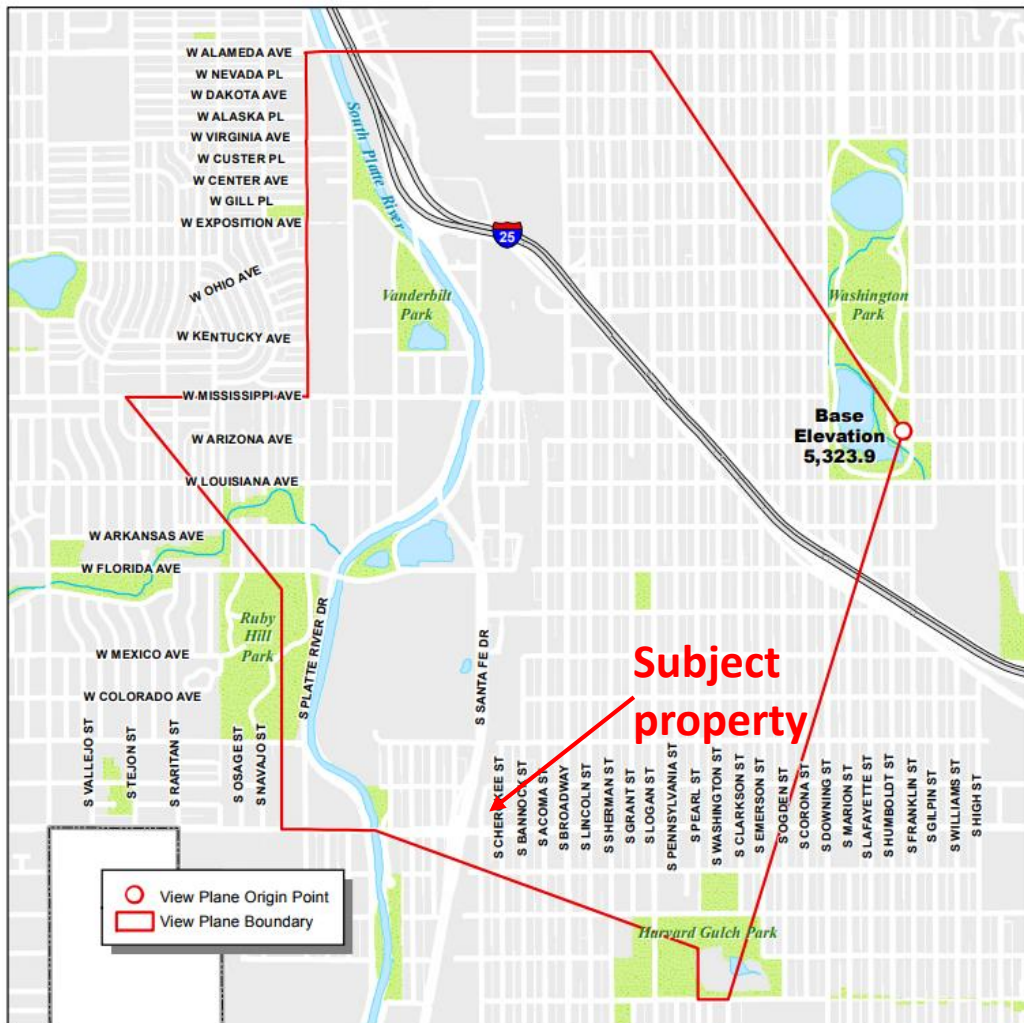 W ALAMEDA AVE
W NEVADA PL
W DAKOTA AVE
W ALASKA PL
W VIRGINIA AVE
W CUSTER PL
W CENTER AVE
W GILL PL
W EXPOSITION AVE
W OHIO AVE
W KENTUCKY AVE
W MISSISSIPPI AVE
W ARIZONA AVE
W LOUISIANA AVE
W ARKANSAS AVE
W FLORIDA AVE
W MEXICO AVE
W COLORADO AVE
South Platte River
25
Vanderbilt
Park
Washington
Park
Base
Elevation
5,323.9
Ruby
Hill
Park
S PLATTE RIVER DR
S SANTA FE DR
Subject
property
S VALLEJO ST
S TEJON ST
S RARITAN ST
S OSAGE ST
S NAVAJO ST
S CHEROKEE ST
S BANNOCK ST
S ACOMA ST
S BROADWAY
S LINCOLN ST
S SHERMAN ST
S GRANT ST
S LOGAN ST
S PENNSYLVANIA ST
S PEARL ST
S WASHINGTON ST
S CLARKSON ST
S EMERSON ST
S OGDEN ST
S CORONA ST
S DOWNING ST
S MARION ST
S LAFAYETTE ST
S HUMBOLDT ST
S FRANKLIN ST
S GILPIN ST
S WILLIAMS ST
S HIGH ST
Harvard Gulch Park
View Plane Origin Point
View Plane Boundary